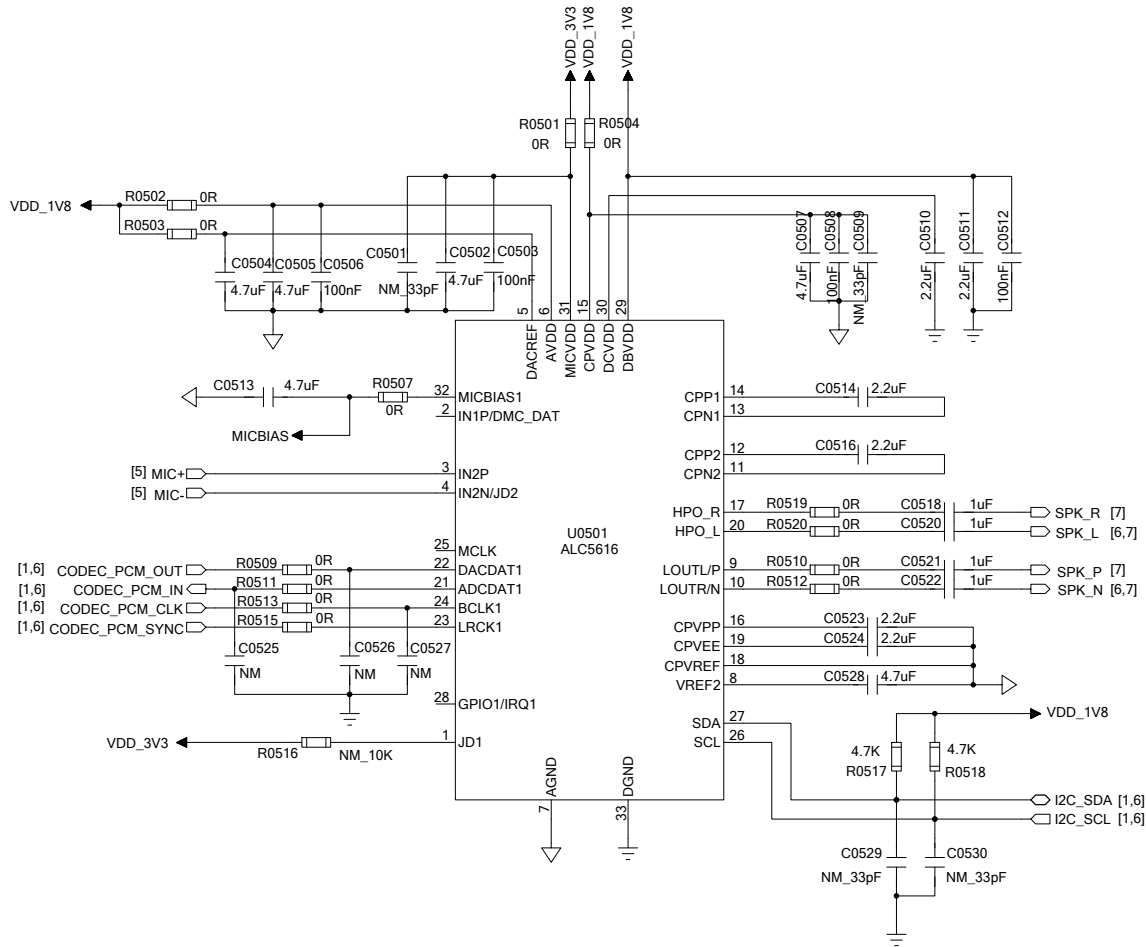 VDD_3V3
VDD_1V8
VDD_1V8
R0501
0R
R0504
0R
VDD_1V8
R0502 0R
R0503 0R
C0504
4.7uF
C0505
4.7uF
C0506
100nF
C0501
NM_33pF
C0502
4.7uF
C0503
100nF
C0507
4.7uF
C0508
100nF
C0509
NM_33pF
C0510
2.2uF
C0511
2.2uF
C0512
100nF
5 DACREF
6 AVDD
31 MICVDD
15 CPVDD
30 DCVDD
29 DBVDD
C0513 4.7uF
R0507
0R
MICBIAS
32 MICBIAS1
2 IN1P/DMC_DAT
[5] MIC+
3 IN2P
[5] MIC-
4 IN2N/JD2
U0501
ALC5616
25 MCLK
[1,6] CODEC_PCM_OUT R0509 0R 22 DACDAT1
[1,6] CODEC_PCM_IN R0511 0R 21 ADCDAT1
[1,6] CODEC_PCM_CLK R0513 0R 24 BCLK1
[1,6] CODEC_PCM_SYNC R0515 0R 23 LRCK1
C0525
NM
C0526
NM
C0527
NM
28 GPIO1/IRQ1
VDD_3V3
R0516 NM_10K
1 JD1
AGND
7
DGND
33
CPP1 14
C0514 2.2uF
CPN1 13
CPP2 12
C0516 2.2uF
CPN2 11
HPO_R 17 R0519 0R C0518 1uF SPK_R [7]
HPO_L 20 R0520 0R C0520 1uF SPK_L [6,7]
LOUTL/P 9 R0510 0R C0521 1uF SPK_P [7]
LOUTR/N 10 R0512 0R C0522 1uF SPK_N [6,7]
CPVPP 16 C0523 2.2uF
CPVEE 19 C0524 2.2uF
CPVREF 18
VREF2 8 C0528 4.7uF
SDA 27
SCL 26
VDD_1V8
4.7K
R0517
4.7K
R0518
I2C_SDA [1,6]
I2C_SCL [1,6]
C0529
NM_33pF
C0530
NM_33pF